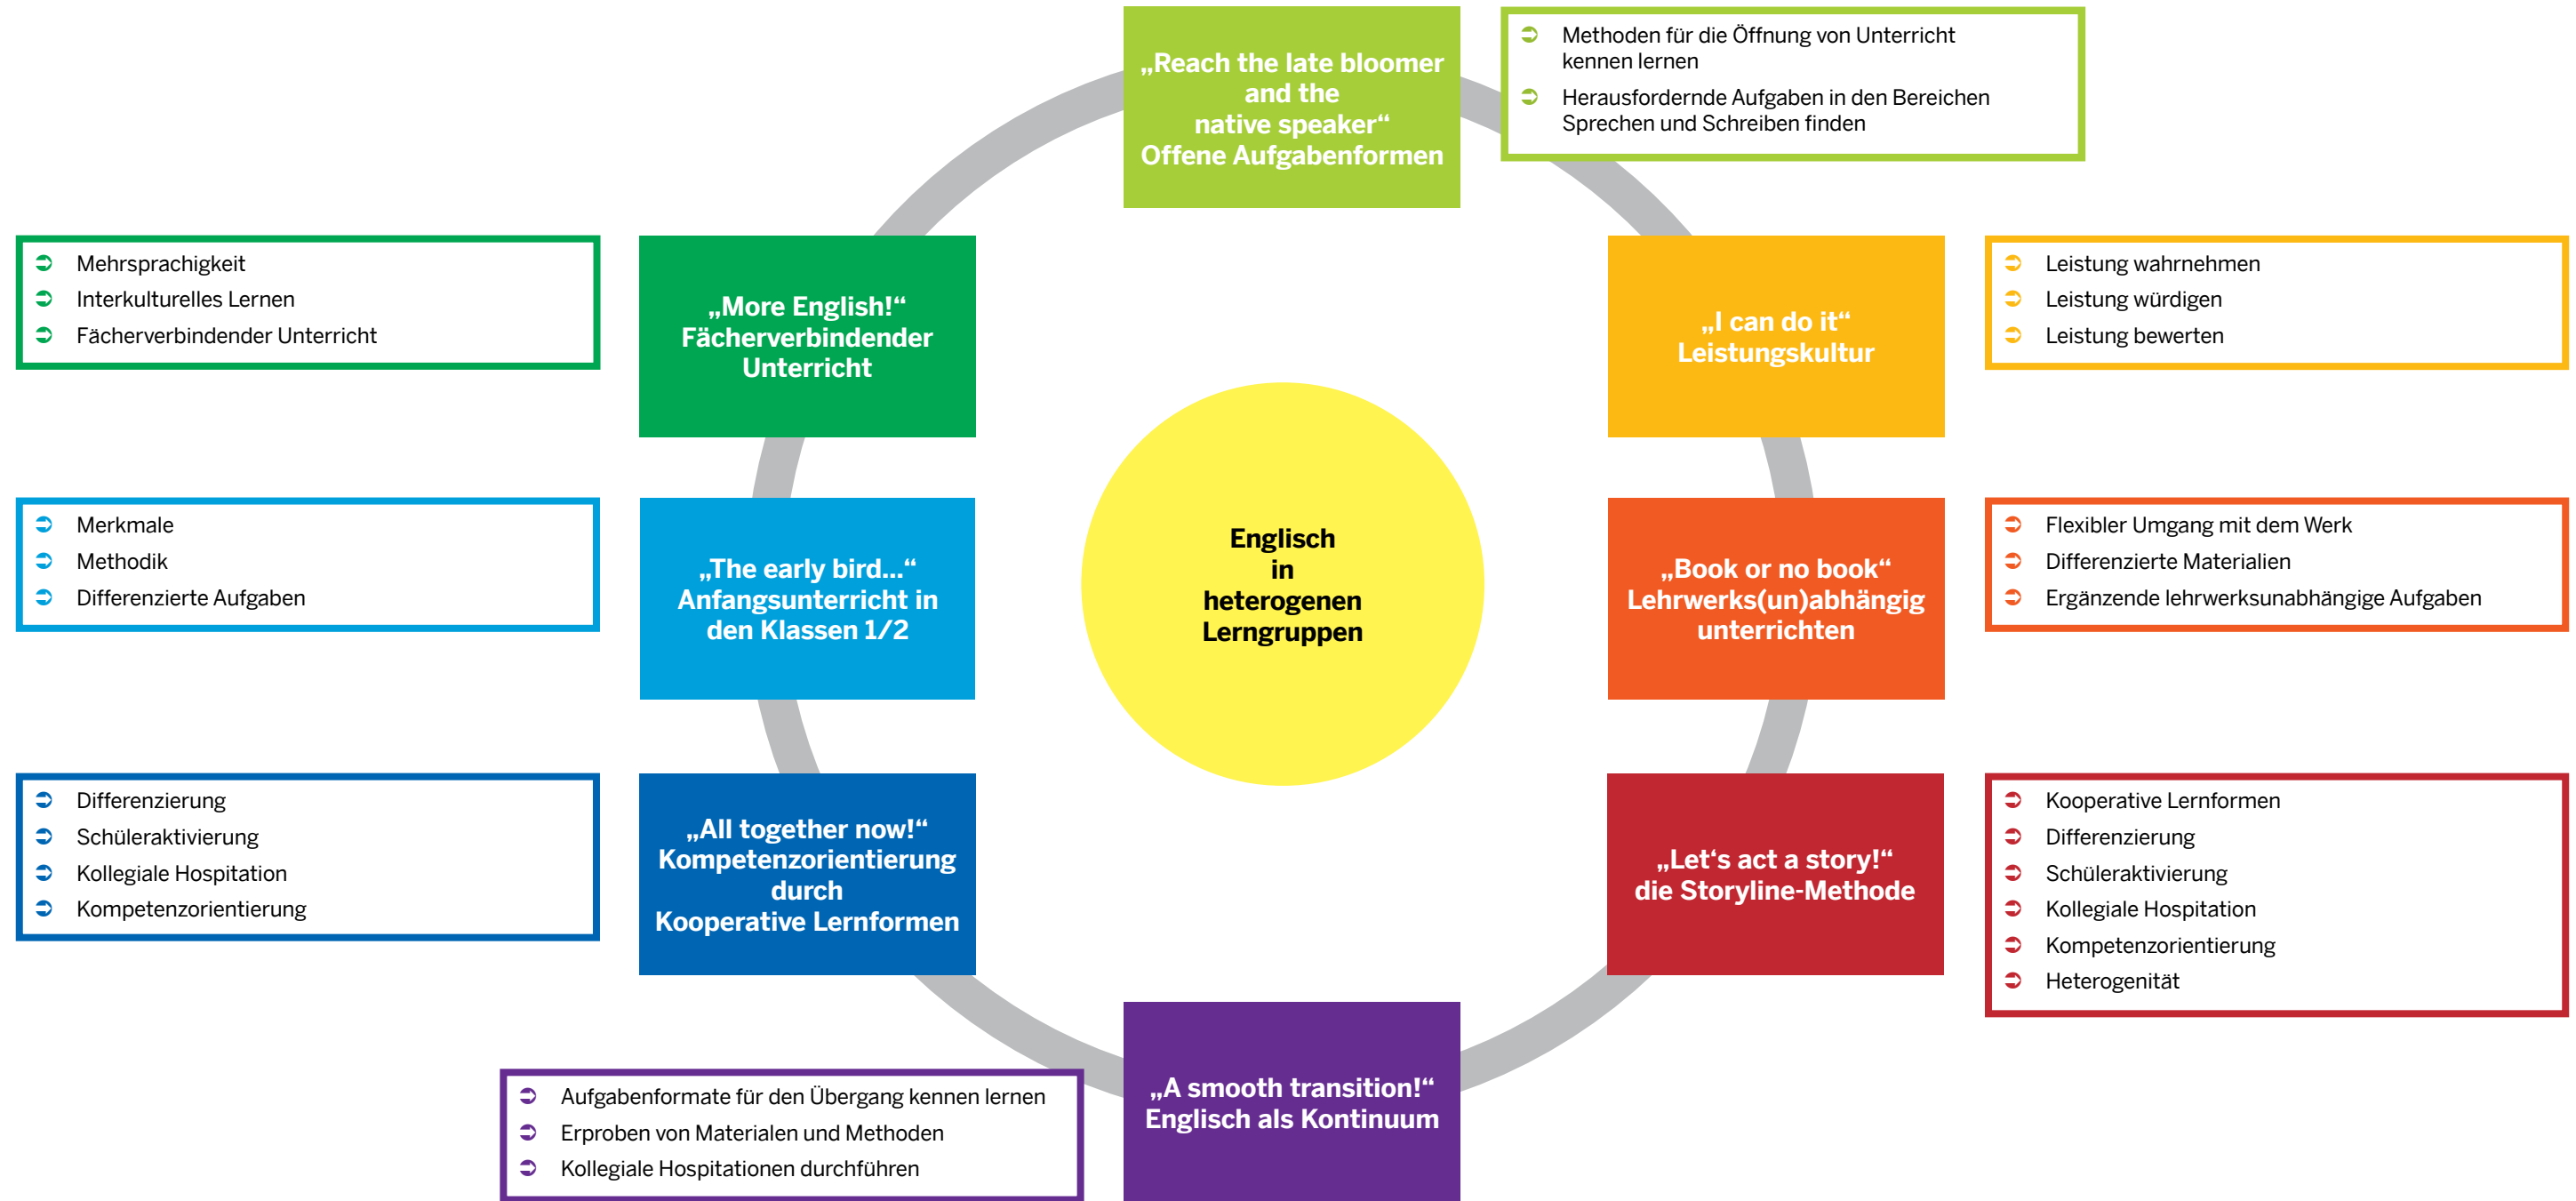 „Reach the late bloomer
and the
native speaker“
Offene Aufgabenformen
Methoden für die Öffnung von Unterricht
kennen lernen
Herausfordernde Aufgaben in den Bereichen
Sprechen und Schreiben finden
Mehrsprachigkeit
Interkulturelles Lernen
Fächerverbindender Unterricht
„More English!“
Fächerverbindender
Unterricht
„I can do it“
Leistungskultur
Leistung wahrnehmen
Leistung würdigen
Leistung bewerten
Merkmale
Methodik
Differenzierte Aufgaben
„The early bird...“
Anfangsunterricht in
den Klassen 1/2
Englisch
in
heterogenen
Lerngruppen
„Book or no book“
Lehrwerks(un)abhängig
unterrichten
Flexibler Umgang mit dem Werk
Differenzierte Materialien
Ergänzende lehrwerksunabhängige Aufgaben
Differenzierung
Schüleraktivierung
Kollegiale Hospitation
Kompetenzorientierung
„All together now!“
Kompetenzorientierung
durch
Kooperative Lernformen
„Let‘s act a story!“
die Storyline-Methode
Kooperative Lernformen
Differenzierung
Schüleraktivierung
Kollegiale Hospitation
Kompetenzorientierung
Heterogenität
Aufgabenformate für den Übergang kennen lernen
Erproben von Materialen und Methoden
Kollegiale Hospitationen durchführen
„A smooth transition!“
Englisch als Kontinuum